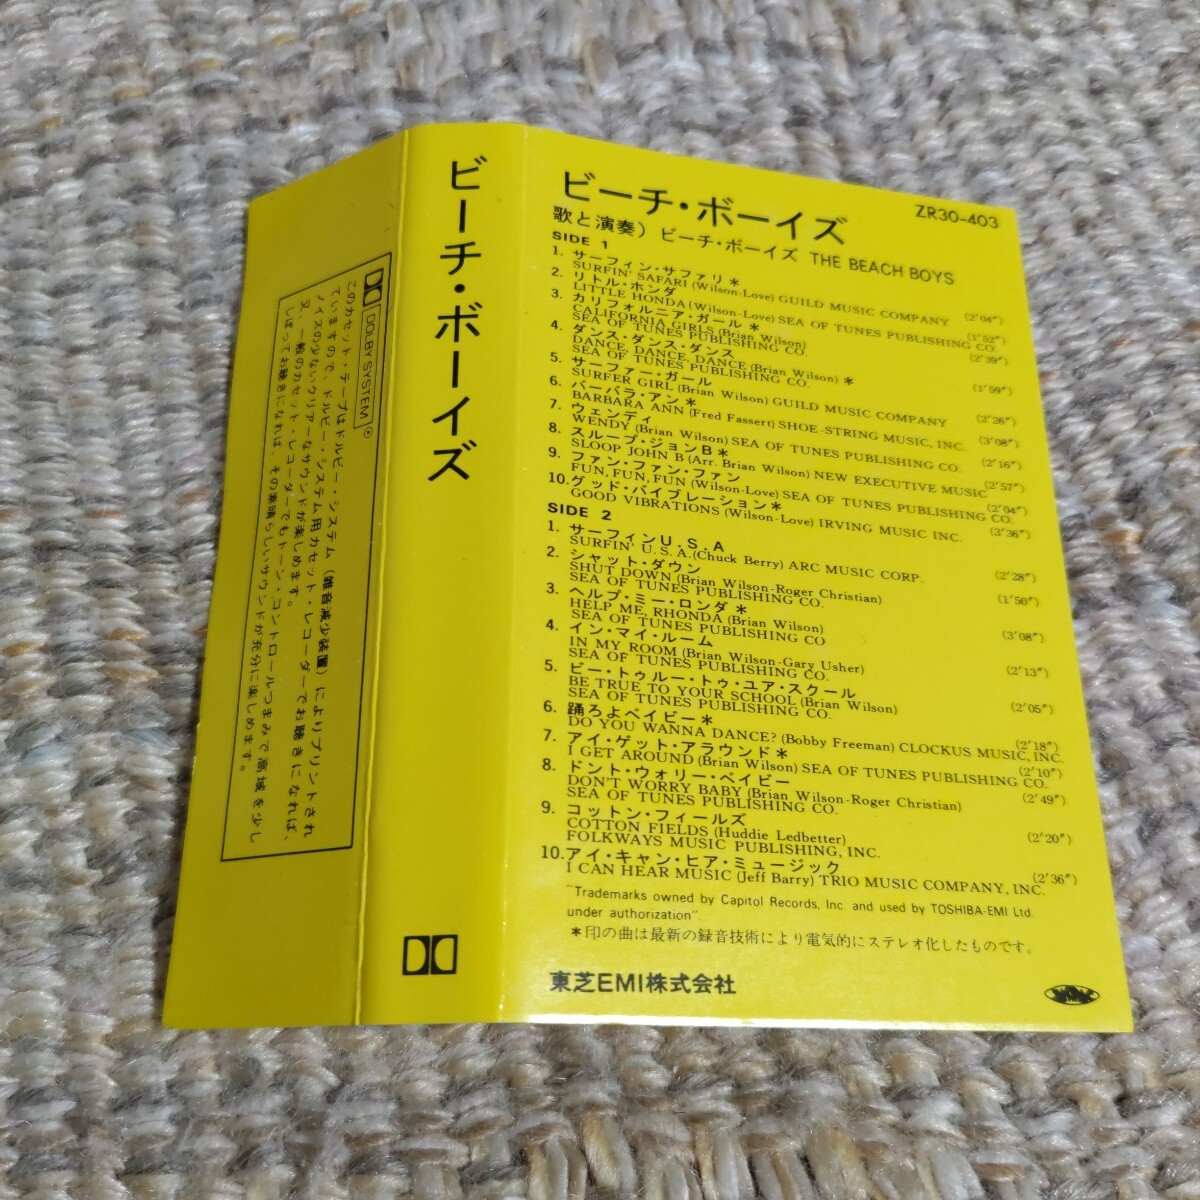 ビーチ・ボーイズ
ZR30-403
歌と演奏) ビーチ・ボーイズ THE BEACH BOYS
SIDE 1
1. サーフィン・サファリ*
SURFIN' SAFARI (Wilson-Love) GUILD MUSIC COMPANY (2'04")
2. リトル・ホンダ
LITTLE HONDA (Wilson-Love) SEA OF TUNES PUBLISHING CO. (1'52")
3. カリフォルニア・ガール*
CALIFORNIA GIRLS (Brian Wilson) (2'39")
SEA OF TUNES PUBLISHING CO.
4. ダンス・ダンス・ダンス
DANCE, DANCE, DANCE (Brian Wilson)* (1'59")
SEA OF TUNES PUBLISHING CO.
5. サーファー・ガール
SURFER GIRL (Brian Wilson) GUILD MUSIC COMPANY (2'26")
6. バーバラ・アン*
BARBARA ANN (Fred Fassert) SHOE-STRING MUSIC, INC. (3'08")
7. ウェンディ
WENDY (Brian Wilson) SEA OF TUNES PUBLISHING CO. (2'16")
8. スループ・ジョンB*
SLOOP JOHN B (Arr. Brian Wilson) NEW EXECUTIVE MUSIC (2'57")
9. ファン・ファン・ファン
FUN, FUN, FUN (Wilson-Love) SEA OF TUNES PUBLISHING CO. (2'04")
10. グッド・バイブレーション*
GOOD VIBRATIONS (Wilson-Love) IRVING MUSIC INC. (3'36")
SIDE 2
1. サーフィンU.S.A
SURFIN' U.S.A. (Chuck Berry) ARC MUSIC CORP. (2'28")
2. シャット・ダウン
SHUT DOWN (Brian Wilson-Roger Christian) (1'50")
SEA OF TUNES PUBLISHING CO.
3. ヘルプ・ミー・ロンダ*
HELP ME, RHONDA (Brian Wilson) (3'08")
SEA OF TUNES PUBLISHING CO
4. イン・マイ・ルーム
IN MY ROOM (Brian Wilson-Gary Usher) (2'13")
SEA OF TUNES PUBLISHING CO.
5. ビー・トゥルー・トゥ・ユア・スクール
BE TRUE TO YOUR SCHOOL (Brian Wilson) (2'05")
SEA OF TUNES PUBLISHING CO.
6. 踊ろよベイビー*
DO YOU WANNA DANCE? (Bobby Freeman) CLOCKUS MUSIC, INC. (2'18")
7. アイ・ゲット・アラウンド*
I GET AROUND (Brian Wilson) SEA OF TUNES PUBLISHING CO. (2'10")
8. ドント・ウォリー・ベイビー
DON'T WORRY BABY (Brian Wilson-Roger Christian) (2'49")
SEA OF TUNES PUBLISHING CO.
9. コットン・フィールズ
COTTON FIELDS (Huddie Ledbetter) (2'20")
FOLKWAYS MUSIC PUBLISHING, INC.
10. アイ・キャン・ヒア・ミュージック
I CAN HEAR MUSIC (Jeff Barry) TRIO MUSIC COMPANY, INC. (2'36")
"Trademarks owned by Capitol Records, Inc. and used by TOSHIBA-EMI Ltd.
under authorization".
*印の曲は最新の録音技術により電気的にステレオ化したものです。
東芝EMI株式会社
ビーチ・ボーイズ
DOLBY SYSTEM ®
このカセット・テープはドルビー・システム(雑音減少装置)によりプリントされ
ていますので、ドルビー・システム用カセット・レコーダーでお聴きになれば、
ノイズの少ないクリアーなサウンドが楽しめます。
又、一般のカセット・レコーダーでもトーン・コントロールつまみで高域を少し
しぼってお聴きになれば、その素晴らしいサウンドが充分に楽しめます。